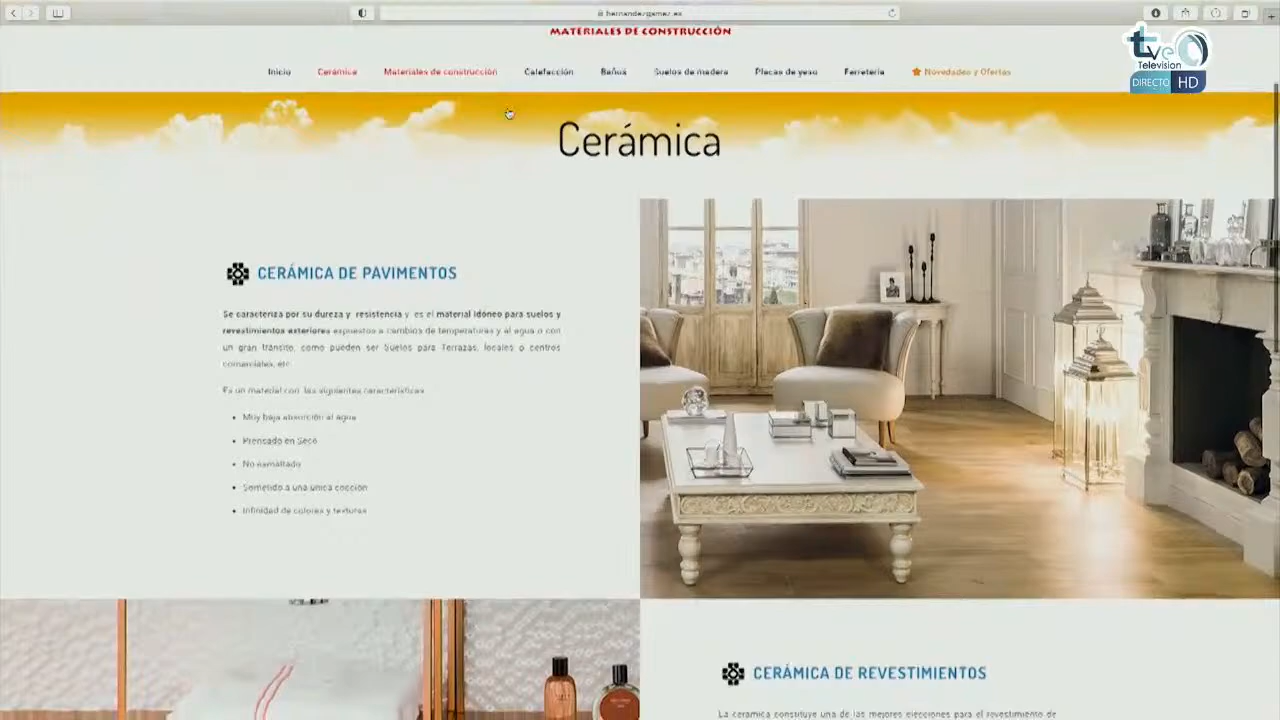 hernandezgamez.es
MATERIALES DE CONSTRUCCIÓN
tve
Television
DIRECTO HD
Inicio Cerámica Materiales de construcción Calefacción Baños Suelos de madera Placas de yeso Ferretería Novedades y Ofertas
Cerámica
CERÁMICA DE PAVIMENTOS
Se caracteriza por su dureza y resistencia y es el material idóneo para suelos y
revestimientos exteriores expuestos a cambios de temperaturas y al agua o con
un gran tránsito, como pueden ser Suelos para Terrazas, locales o centros
comerciales, etc
Es un material con las siguientes características
• Muy baja absorción al agua
• Prensado en Seco
• No esmaltado
• Sometido a una única cocción
• Infinidad de colores y texturas
CERÁMICA DE REVESTIMIENTOS
La cerámica constituye una de las mejores elecciones para el revestimiento de